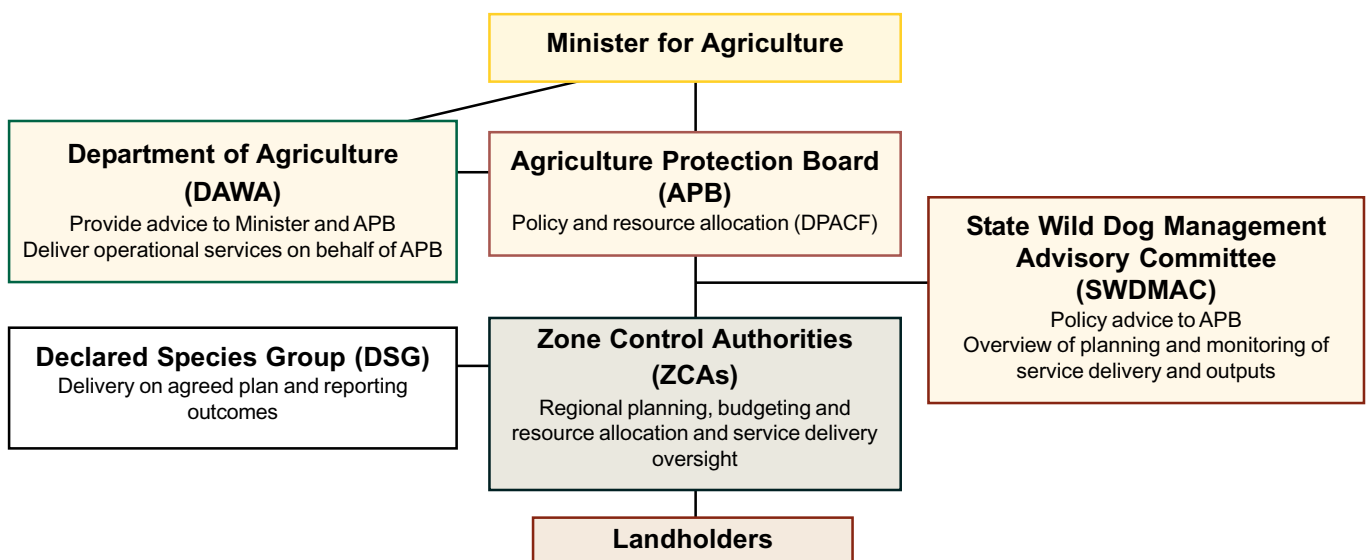 Minister for Agriculture
Department of Agriculture
(DAWA)
Provide advice to Minister and APB
Deliver operational services on behalf of APB
Agriculture Protection Board
(APB)
Policy and resource allocation (DPACF)
State Wild Dog Management
Advisory Committee
(SWDMAC)
Policy advice to APB
Overview of planning and monitoring of
service delivery and outputs
Declared Species Group (DSG)
Delivery on agreed plan and reporting
outcomes
Zone Control Authorities
(ZCAs)
Regional planning, budgeting and
resource allocation and service delivery
oversight
Landholders